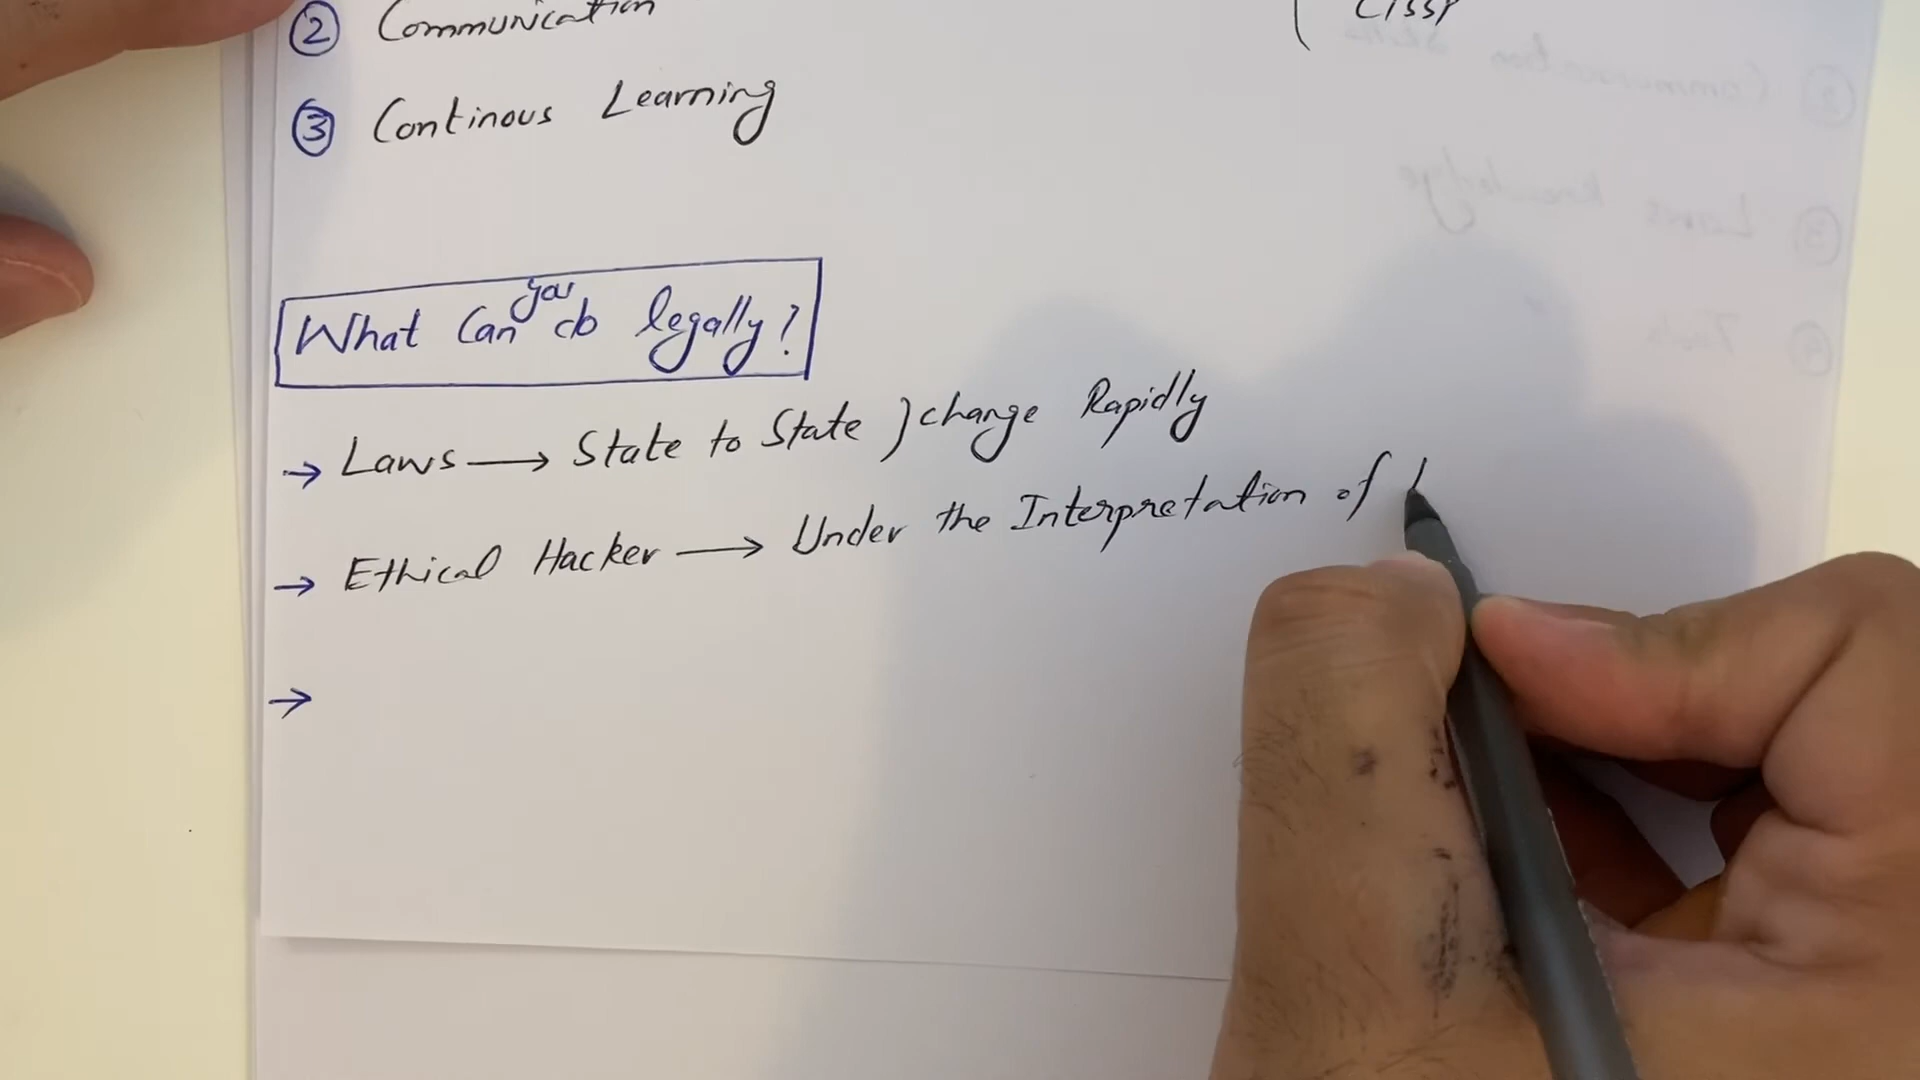 ② Communication
CISSP
③ Continous Learning
What Can you do legally?
→ Laws → State to State } change Rapidly
→ Ethical Hacker → Under the Interpretation of
→